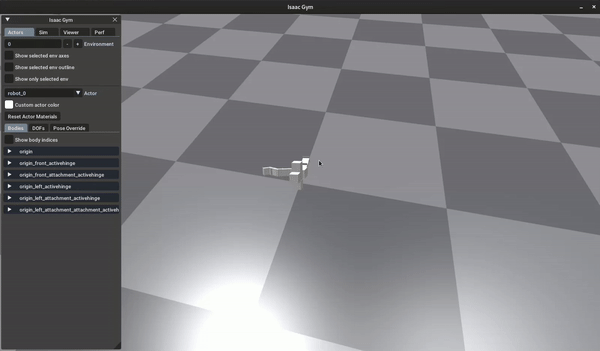 Isaac Gym
Isaac Gym
Actors Sim Viewer Perf
0 - + Environment
Show selected env axes
Show selected env outline
Show only selected env
robot_0 Actor
Custom actor color
Reset Actor Materials
Bodies DOFs Pose Override
Show body indices
origin
origin_front_activehinge
origin_front_attachment_activehinge
origin_left_activehinge
origin_left_attachment_activehinge
origin_left_attachment_attachment_activeh